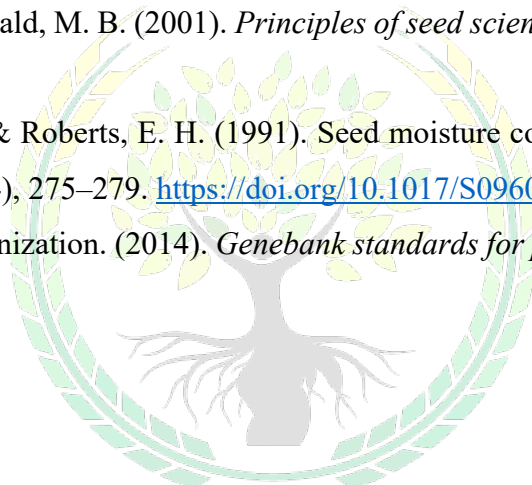 ald, M. B. (2001). Principles of seed scien
& Roberts, E. H. (1991). Seed moisture co
), 275–279. https://doi.org/10.1017/S0960
nization. (2014). Genebank standards for p